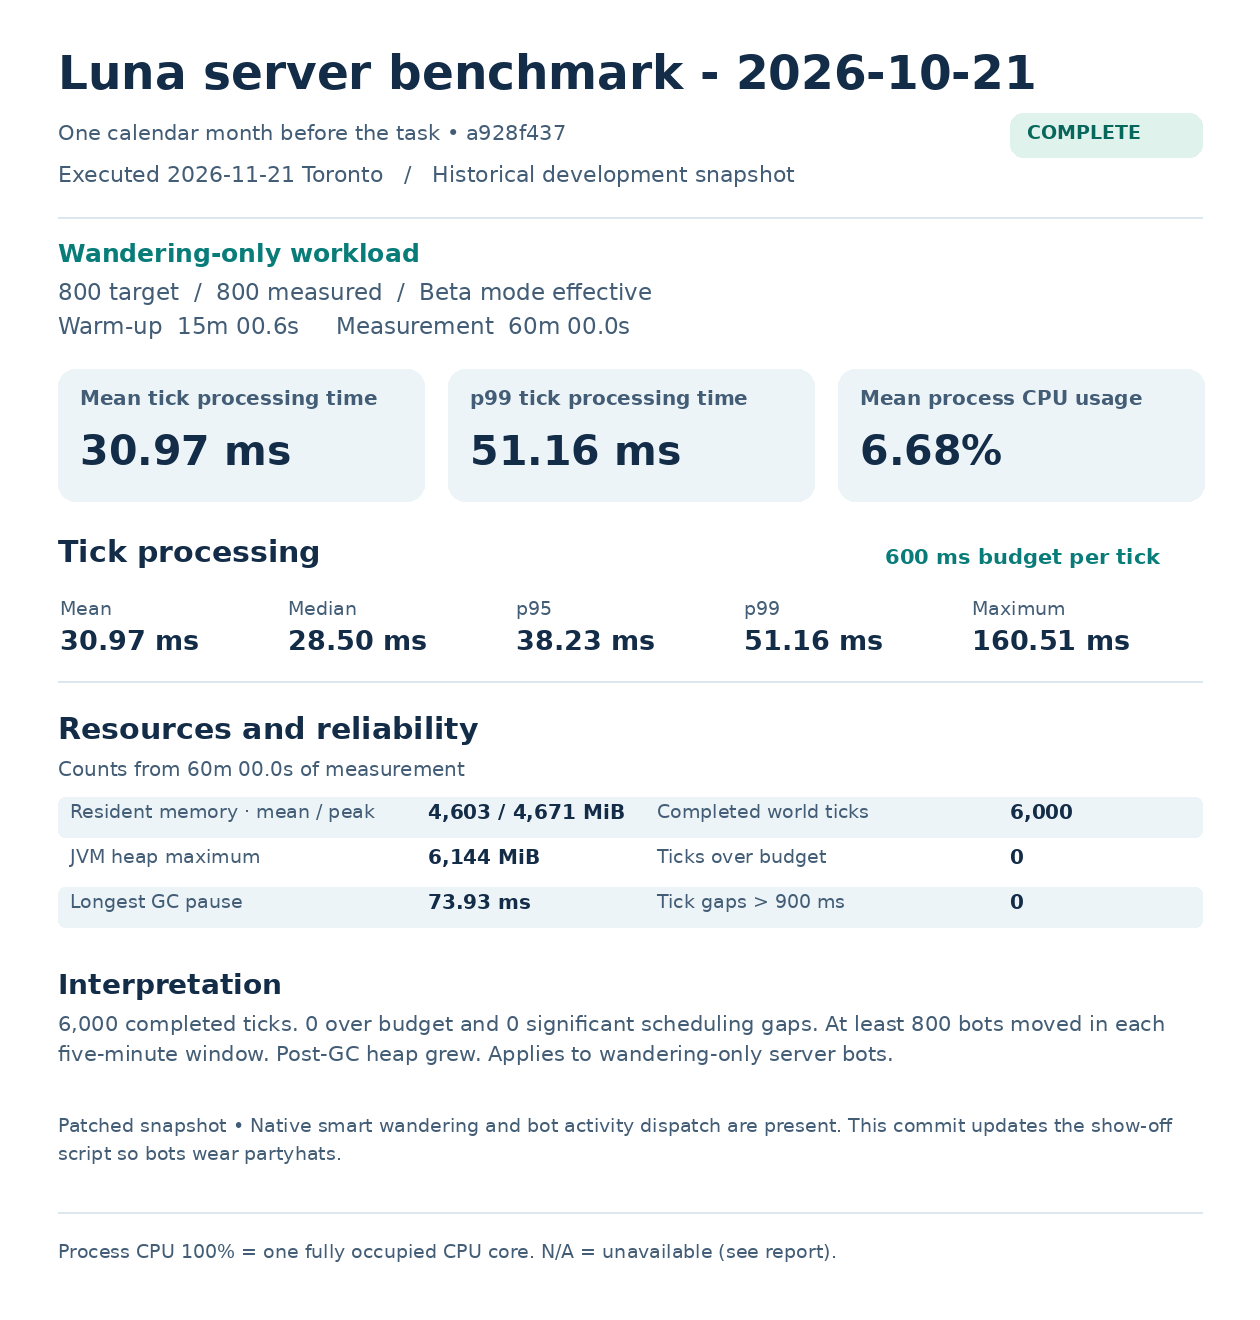 Luna server benchmark - 2026-10-21
One calendar month before the task • a928f437
COMPLETE
Executed 2026-11-21 Toronto / Historical development snapshot
Wandering-only workload
800 target / 800 measured / Beta mode effective
Warm-up 15m 00.6s Measurement 60m 00.0s
Mean tick processing time
30.97 ms
p99 tick processing time
51.16 ms
Mean process CPU usage
6.68%
Tick processing
600 ms budget per tick
Mean
30.97 ms
Median
28.50 ms
p95
38.23 ms
p99
51.16 ms
Maximum
160.51 ms
Resources and reliability
Counts from 60m 00.0s of measurement
Resident memory · mean / peak 4,603 / 4,671 MiB Completed world ticks 6,000
JVM heap maximum 6,144 MiB Ticks over budget 0
Longest GC pause 73.93 ms Tick gaps > 900 ms 0
Interpretation
6,000 completed ticks. 0 over budget and 0 significant scheduling gaps. At least 800 bots moved in each
five-minute window. Post-GC heap grew. Applies to wandering-only server bots.
Patched snapshot • Native smart wandering and bot activity dispatch are present. This commit updates the show-off
script so bots wear partyhats.
Process CPU 100% = one fully occupied CPU core. N/A = unavailable (see report).